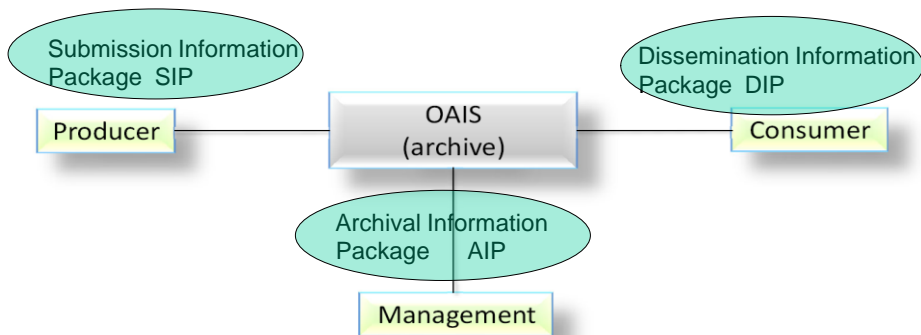 Submission Information
Package SIP
Dissemination Information
Package DIP
Producer
OAIS
(archive)
Consumer
Archival Information
Package AIP
Management